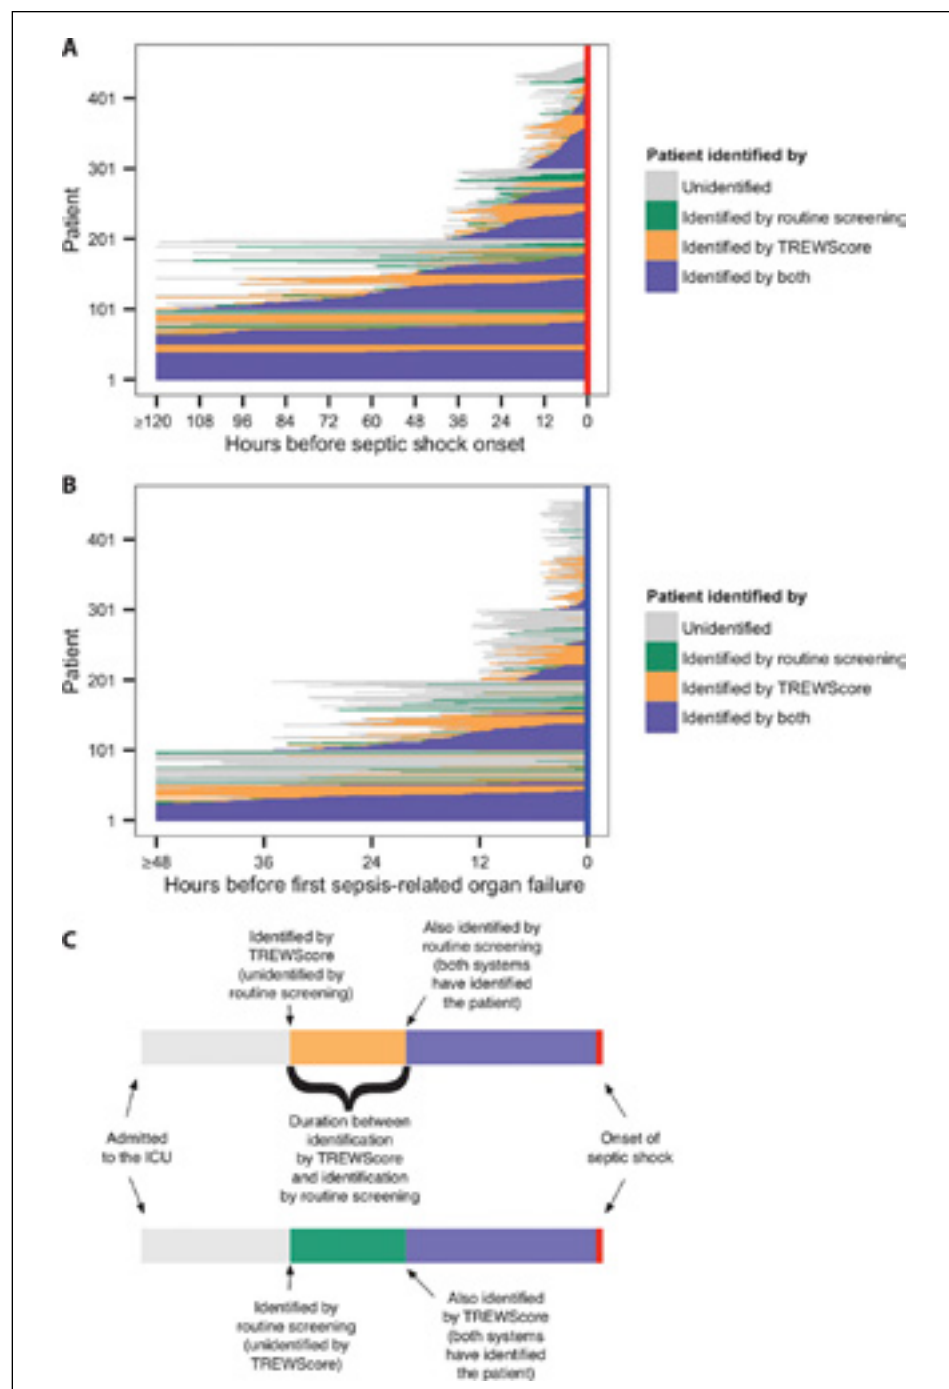 A
401
301
201
101
1
Patient
≥120 108 96 84 72 60 48 36 24 12 0
Hours before septic shock onset
Patient identified by
Unidentified
Identified by routine screening
Identified by TREWScore
Identified by both
B
401
301
201
101
1
Patient
≥48 36 24 12 0
Hours before first sepsis-related organ failure
Patient identified by
Unidentified
Identified by routine screening
Identified by TREWScore
Identified by both
C
Identified by
TREWScore
(unidentified by
routine screening)
Also identified by
routine screening
(both systems
have identified
the patient)
Admitted
to the ICU
Duration between
identification
by TREWScore
and identification
by routine screening
Onset of
septic shock
Identified by
routine screening
(unidentified by
TREWScore)
Also identified
by TREWScore
(both systems
have identified
the patient)